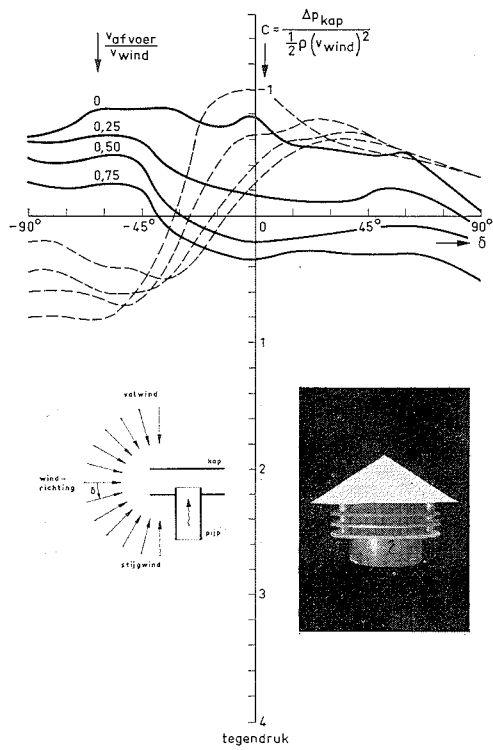 v afvoer
v wind
C = Δp kap
½ρ(v wind)²
−1
0
0,25
0,50
0,75
−90° −45° 0 45° 90°
δ
1
valwind
kap
wind-
richting
δ
pijp
stijgwind
2
2
3
4
tegendruk